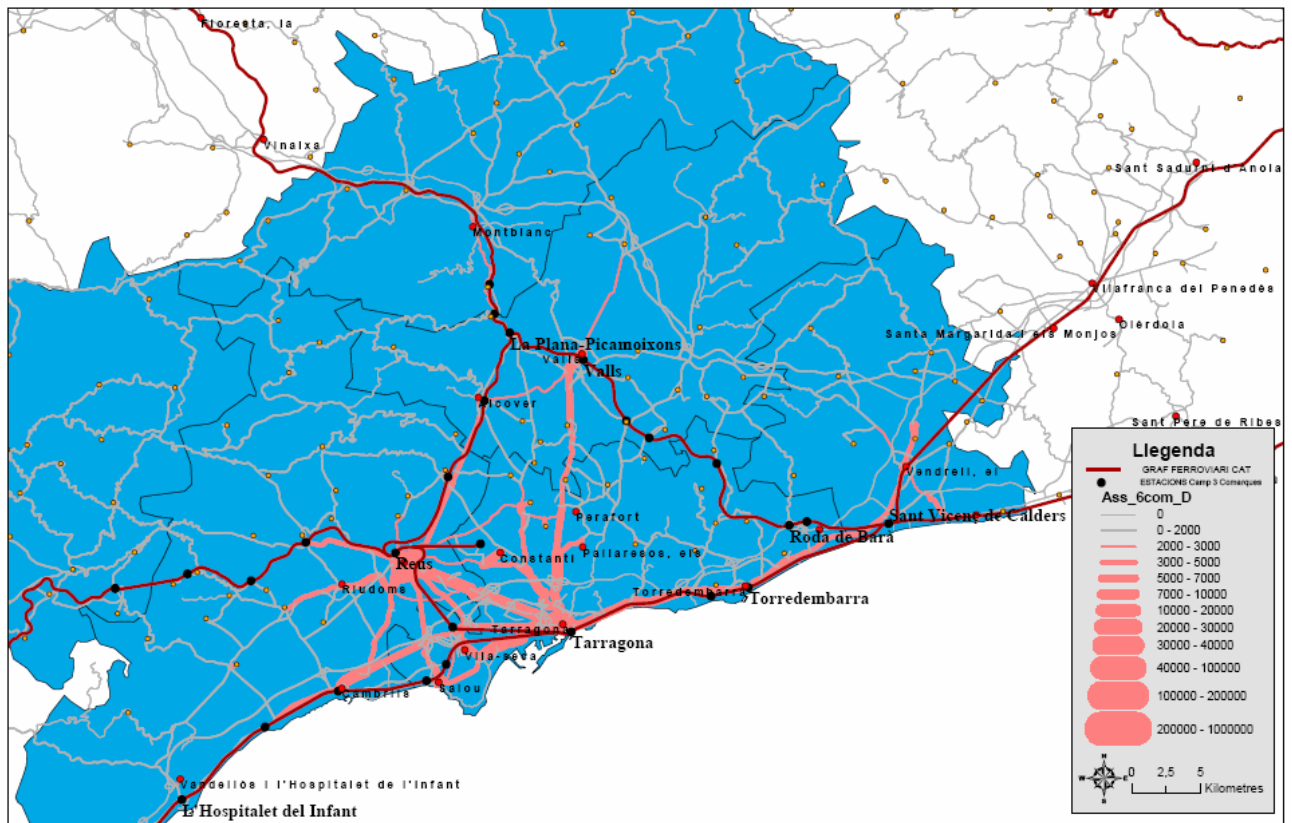 Floresta, la
Vinaixa
Sant Sadurní d'Anoia
Montblanc
Vilafranca del Penedès
Olèrdola
Santa Margarida i els Monjos
La Plana-Picamoixons
Valls
Valls
Alcover
Sant Pere de Ribes
Vendrell, el
Perafort
Sant Vicenç de Calders
Roda de Barà
Constantí
Pallaresos, els
Reus
Riudoms
Torredembarra
Torredembarra
Tarragona
Tarragona
Vila-seca
Salou
Cambrils
Vandellòs i l'Hospitalet de l'Infant
L'Hospitalet del Infant
Llegenda
GRAF FERROVIARI CAT
ESTACIONS Camp 3 Comarques
Ass_6com_D
0
0 - 2000
2000 - 3000
3000 - 5000
5000 - 7000
7000 - 10000
10000 - 20000
20000 - 30000
30000 - 40000
40000 - 100000
100000 - 200000
200000 - 1000000
N
W E
S
0 2,5 5
Kilometres